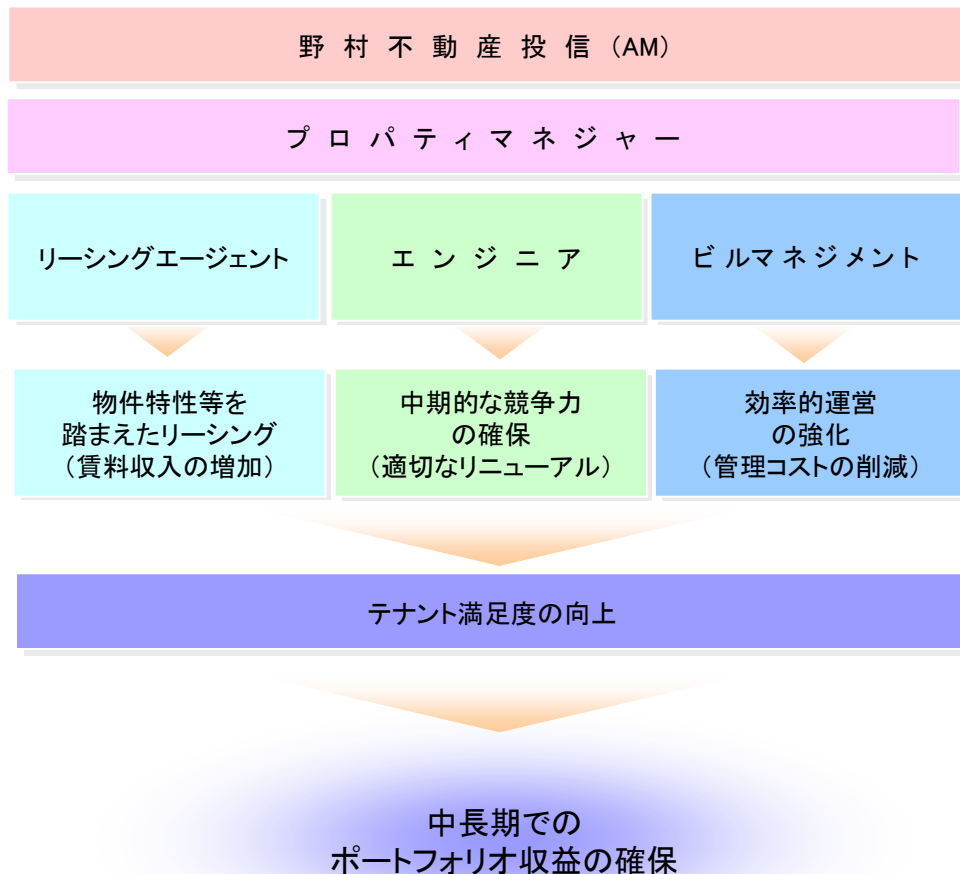 野村不動産投信(AM)
プロパティマネジャー
リーシングエージェント
エンジニア
ビルマネジメント
物件特性等を
踏まえたリーシング
(賃料収入の増加)
中期的な競争力
の確保
(適切なリニューアル)
効率的運営
の強化
(管理コストの削減)
テナント満足度の向上
中長期での
ポートフォリオ収益の確保